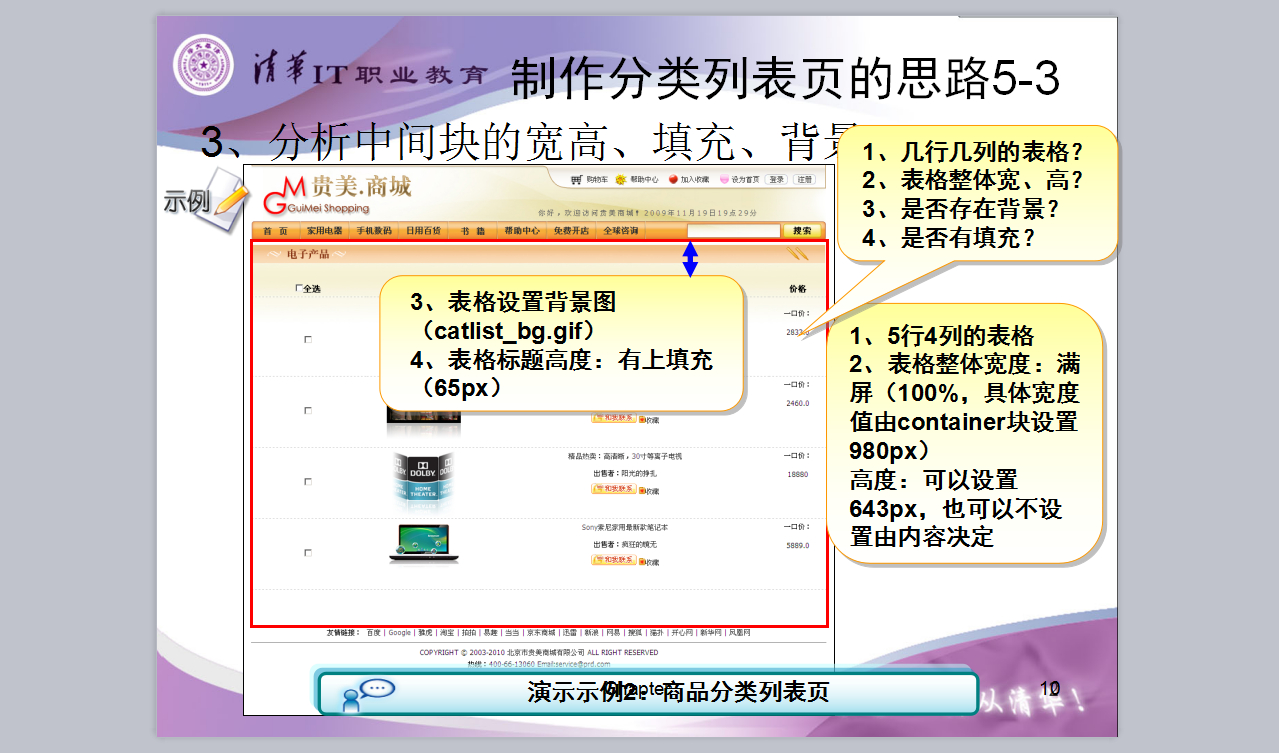 清华IT职业教育
制作分类列表页的思路5-3
3、分析中间块的宽高、填充、背景
示例
GM贵美.商城
GuiMei Shopping
购物车 帮助中心 加入收藏 设为首页 登录 注册
你好，欢迎访问贵美商城！2009年11月19日19点29分
首 页 家用电器 手机数码 日用百货 书 籍 帮助中心 免费开店 全球咨询 搜索
电子产品
全选 价格
一口价：
2833.0
一口价：
2460.0
和我联系 收藏
精品热卖：高清晰，30寸等离子电视 一口价：
出售者：阳光的挣扎 18880
和我联系 收藏
DOLBY
HOME
THEATER
Sony索尼家用最新款笔记本 一口价：
出售者：疯狂的镜无 5889.0
和我联系 收藏
友情链接： 百度 | Google | 雅虎 | 淘宝 | 拍拍 | 易趣 | 当当 | 京东商城 | 迅雷 | 新浪 | 网易 | 搜狐 | 猫扑 | 开心网 | 新华网 | 凤凰网
COPYRIGHT © 2003-2010 北京市贵美商城有限公司 ALL RIGHT RESERVED
热线：400-66-13060 Email:service@prd.com
1、几行几列的表格？
2、表格整体宽、高？
3、是否存在背景？
4、是否有填充？
3、表格设置背景图
（catlist_bg.gif）
4、表格标题高度：有上填充
（65px）
1、5行4列的表格
2、表格整体宽度：满
屏（100%，具体宽度
值由container块设置
980px）
高度：可以设置
643px，也可以不设
置由内容决定
演示示例2：商品分类列表页
从清华！